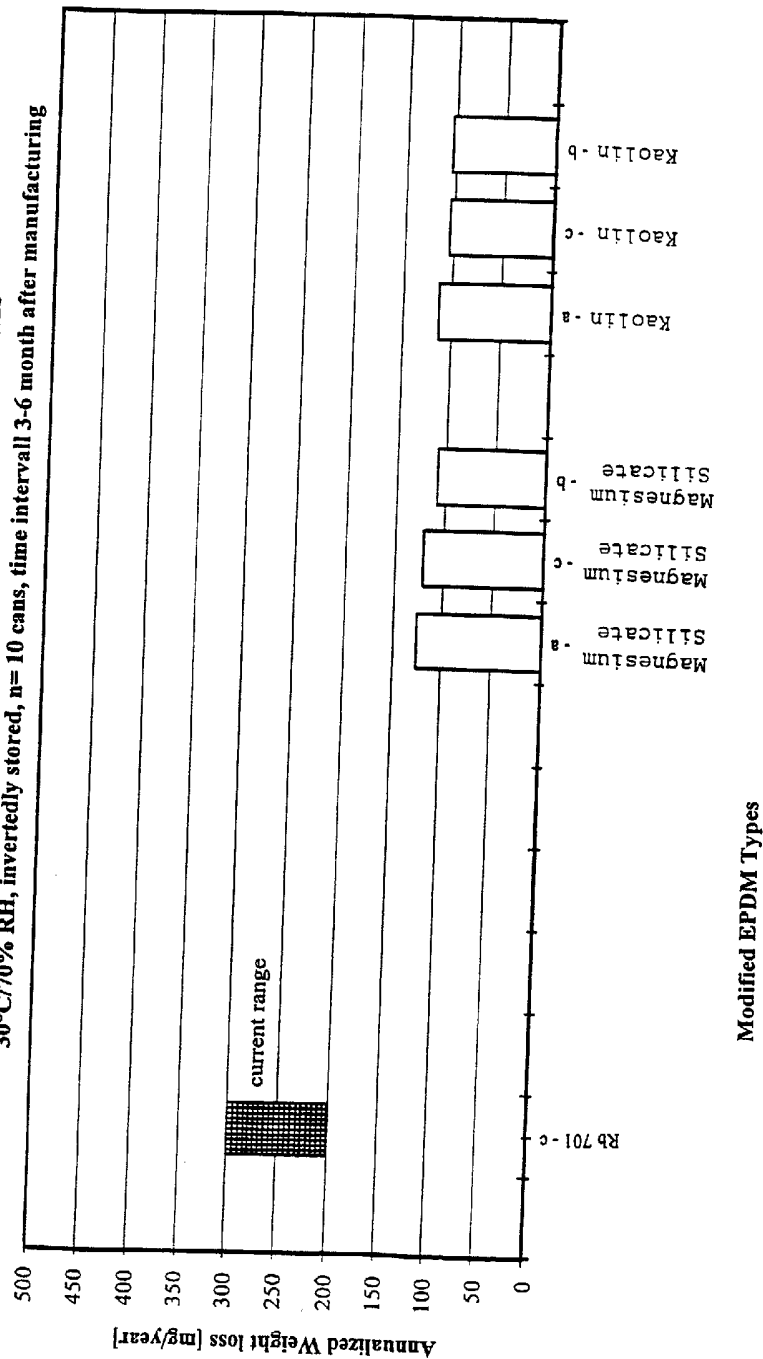 30°C/70% RH, invertedly stored, n= 10 cans, time intervall 3-6 month after manufacturing
Annualized Weight loss [mg/year]
500
450
400
350
300
250
200
150
100
50
0
current range
Rb 701 - c
Magnesium - a
Silicate
Magnesium - c
Silicate
Magnesium - b
Silicate
Kaolin - a
Kaolin - c
Kaolin - b
Modified EPDM Types